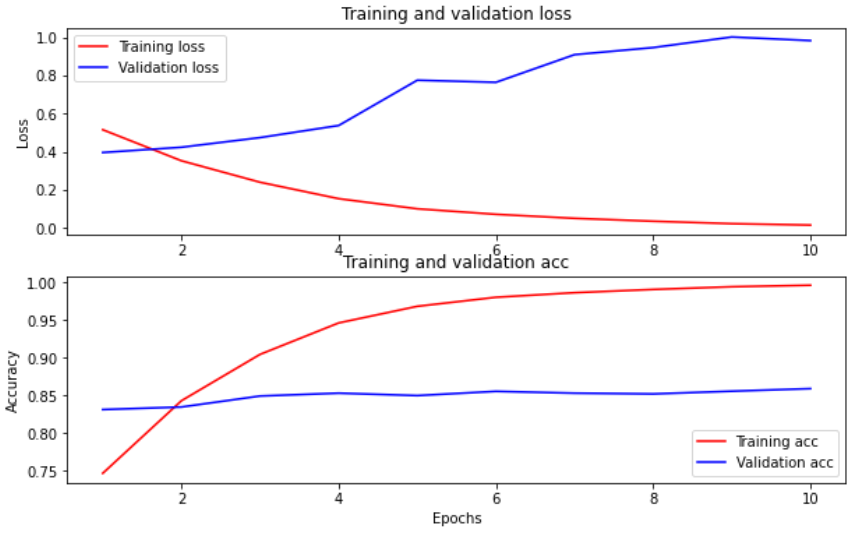 Training and validation loss
1.0
0.8
0.6
0.4
0.2
0.0
Loss
Training loss
Validation loss
2 4 6 8 10
Training and validation acc
1.00
0.95
0.90
0.85
0.80
0.75
Accuracy
Training acc
Validation acc
2 4 6 8 10
Epochs